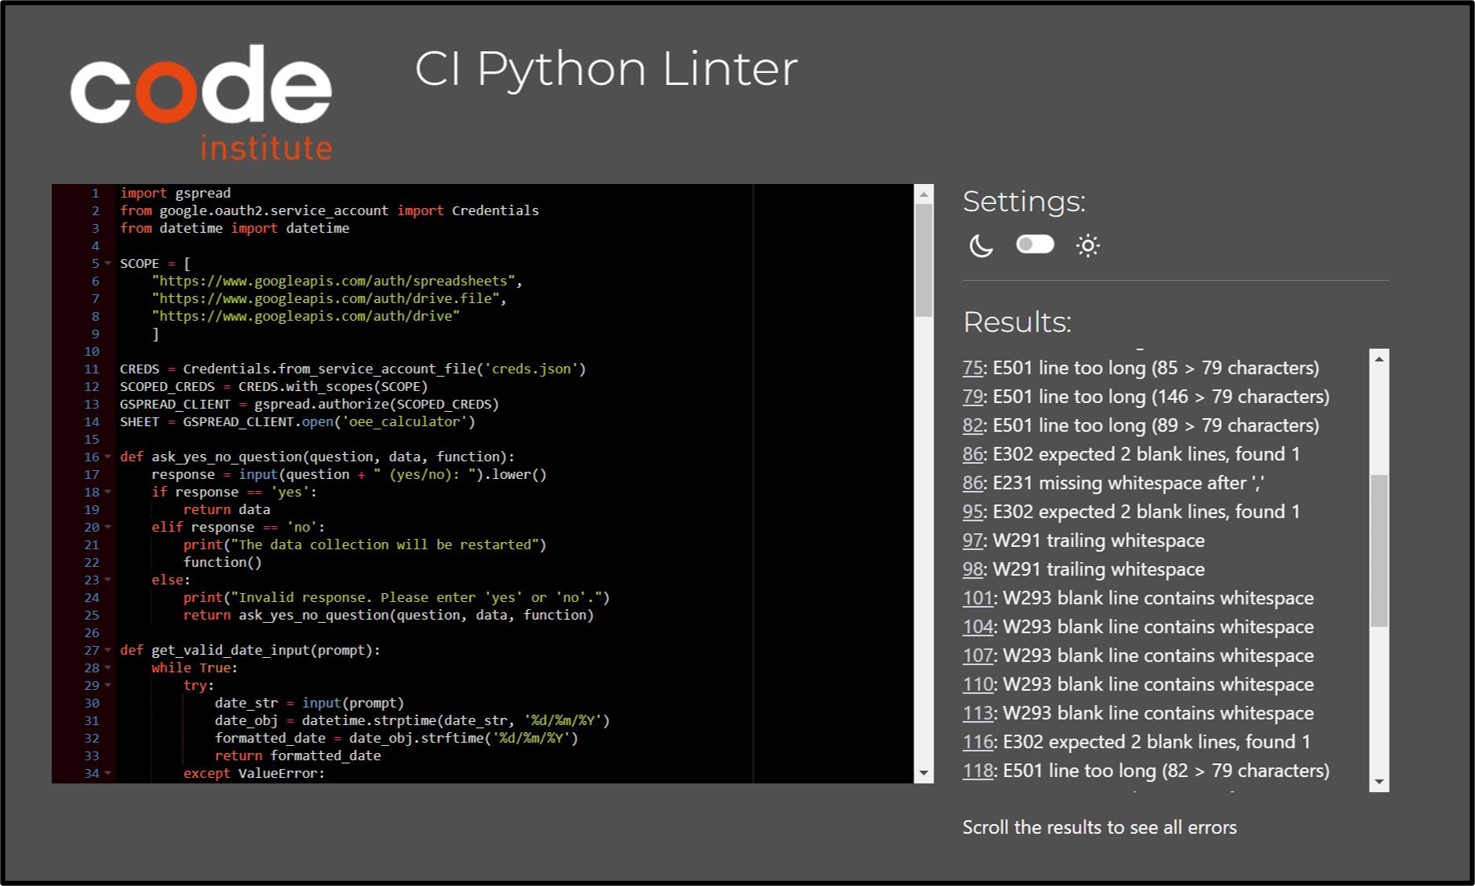 code
institute
CI Python Linter
1 import gspread
2 from google.oauth2.service_account import Credentials
3 from datetime import datetime
4
5 SCOPE = [
6     "https://www.googleapis.com/auth/spreadsheets",
7     "https://www.googleapis.com/auth/drive.file",
8     "https://www.googleapis.com/auth/drive"
9     ]
10
11 CREDS = Credentials.from_service_account_file('creds.json')
12 SCOPED_CREDS = CREDS.with_scopes(SCOPE)
13 GSPREAD_CLIENT = gspread.authorize(SCOPED_CREDS)
14 SHEET = GSPREAD_CLIENT.open('oee_calculator')
15
16 def ask_yes_no_question(question, data, function):
17     response = input(question + " (yes/no): ").lower()
18     if response == 'yes':
19         return data
20     elif response == 'no':
21         print("The data collection will be restarted")
22         function()
23     else:
24         print("Invalid response. Please enter 'yes' or 'no'.")
25         return ask_yes_no_question(question, data, function)
26
27 def get_valid_date_input(prompt):
28     while True:
29         try:
30             date_str = input(prompt)
31             date_obj = datetime.strptime(date_str, '%d/%m/%Y')
32             formatted_date = date_obj.strftime('%d/%m/%Y')
33             return formatted_date
34         except ValueError:
Settings:
Results:
75: E501 line too long (85 > 79 characters)
79: E501 line too long (146 > 79 characters)
82: E501 line too long (89 > 79 characters)
86: E302 expected 2 blank lines, found 1
86: E231 missing whitespace after ','
95: E302 expected 2 blank lines, found 1
97: W291 trailing whitespace
98: W291 trailing whitespace
101: W293 blank line contains whitespace
104: W293 blank line contains whitespace
107: W293 blank line contains whitespace
110: W293 blank line contains whitespace
113: W293 blank line contains whitespace
116: E302 expected 2 blank lines, found 1
118: E501 line too long (82 > 79 characters)
Scroll the results to see all errors